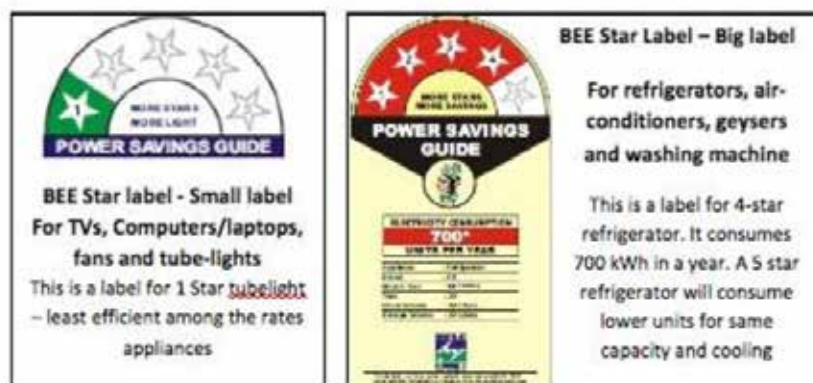 1
MORE STARS
MORE LIGHT
POWER SAVINGS GUIDE
BEE Star label - Small label
For TVs, Computers/laptops,
fans and tube-lights
This is a label for 1 Star tubelight
– least efficient among the rates
appliances
MORE STARS
MORE SAVINGS
POWER SAVINGS
GUIDE
ELECTRICITY CONSUMPTION
700*
UNITS PER YEAR
BEE Star Label – Big label
For refrigerators, air-
conditioners, geysers
and washing machine
This is a label for 4-star
refrigerator. It consumes
700 kWh in a year. A 5 star
refrigerator will consume
lower units for same
capacity and cooling